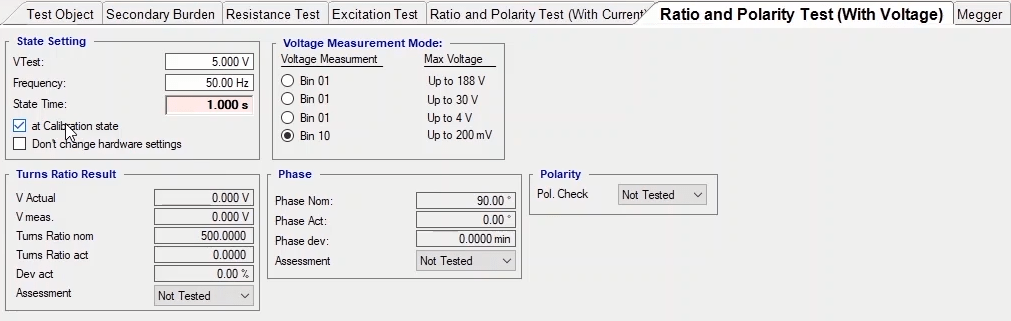 Test Object Secondary Burden Resistance Test Excitation Test Ratio and Polarity Test (With Current) Ratio and Polarity Test (With Voltage) Megger
State Setting
VTest: 5.000 V
Frequency: 50.00 Hz
State Time: 1.000 s
at Calibration state
Don't change hardware settings
Voltage Measurement Mode:
Voltage Measurment Max Voltage
Bin 01 Up to 188 V
Bin 01 Up to 30 V
Bin 01 Up to 4 V
Bin 10 Up to 200 mV
Turns Ratio Result
V Actual 0.000 V
V meas. 0.000 V
Turns Ratio nom 500.0000
Turns Ratio act 0.0000
Dev act 0.00 %
Assessment Not Tested
Phase
Phase Nom: 90.00 °
Phase Act: 0.00 °
Phase dev: 0.0000 min
Assessment Not Tested
Polarity
Pol. Check Not Tested